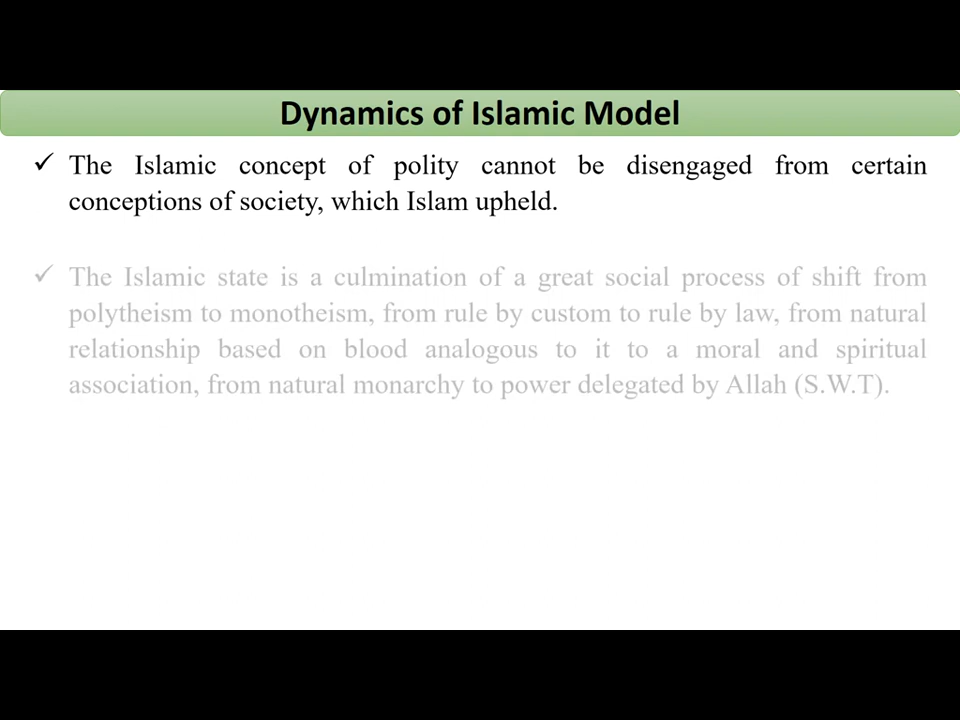 Dynamics of Islamic Model
✓ The Islamic concept of polity cannot be disengaged from certain
conceptions of society, which Islam upheld.
✓ The Islamic state is a culmination of a great social process of shift from
polytheism to monotheism, from rule by custom to rule by law, from natural
relationship based on blood analogous to it to a moral and spiritual
association, from natural monarchy to power delegated by Allah (S.W.T).